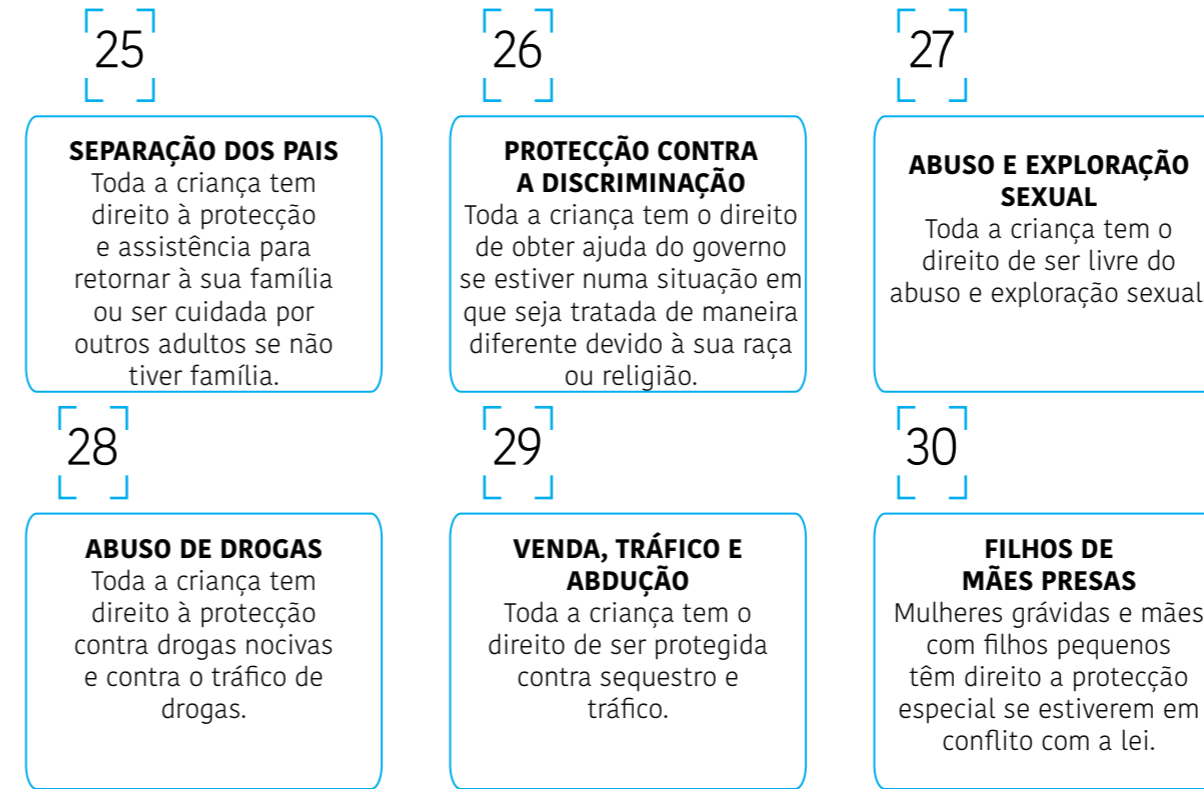 25
SEPARAÇÃO DOS PAIS
Toda a criança tem
direito à protecção
e assistência para
retornar à sua família
ou ser cuidada por
outros adultos se não
tiver família.
26
PROTECÇÃO CONTRA
A DISCRIMINAÇÃO
Toda a criança tem o direito
de obter ajuda do governo
se estiver numa situação em
que seja tratada de maneira
diferente devido à sua raça
ou religião.
27
ABUSO E EXPLORAÇÃO
SEXUAL
Toda a criança tem o
direito de ser livre do
abuso e exploração sexual
28
ABUSO DE DROGAS
Toda a criança tem
direito à protecção
contra drogas nocivas
e contra o tráfico de
drogas.
29
VENDA, TRÁFICO E
ABDUÇÃO
Toda a criança tem o
direito de ser protegida
contra sequestro e
tráfico.
30
FILHOS DE
MÃES PRESAS
Mulheres grávidas e mães
com filhos pequenos
têm direito a protecção
especial se estiverem em
conflito com a lei.